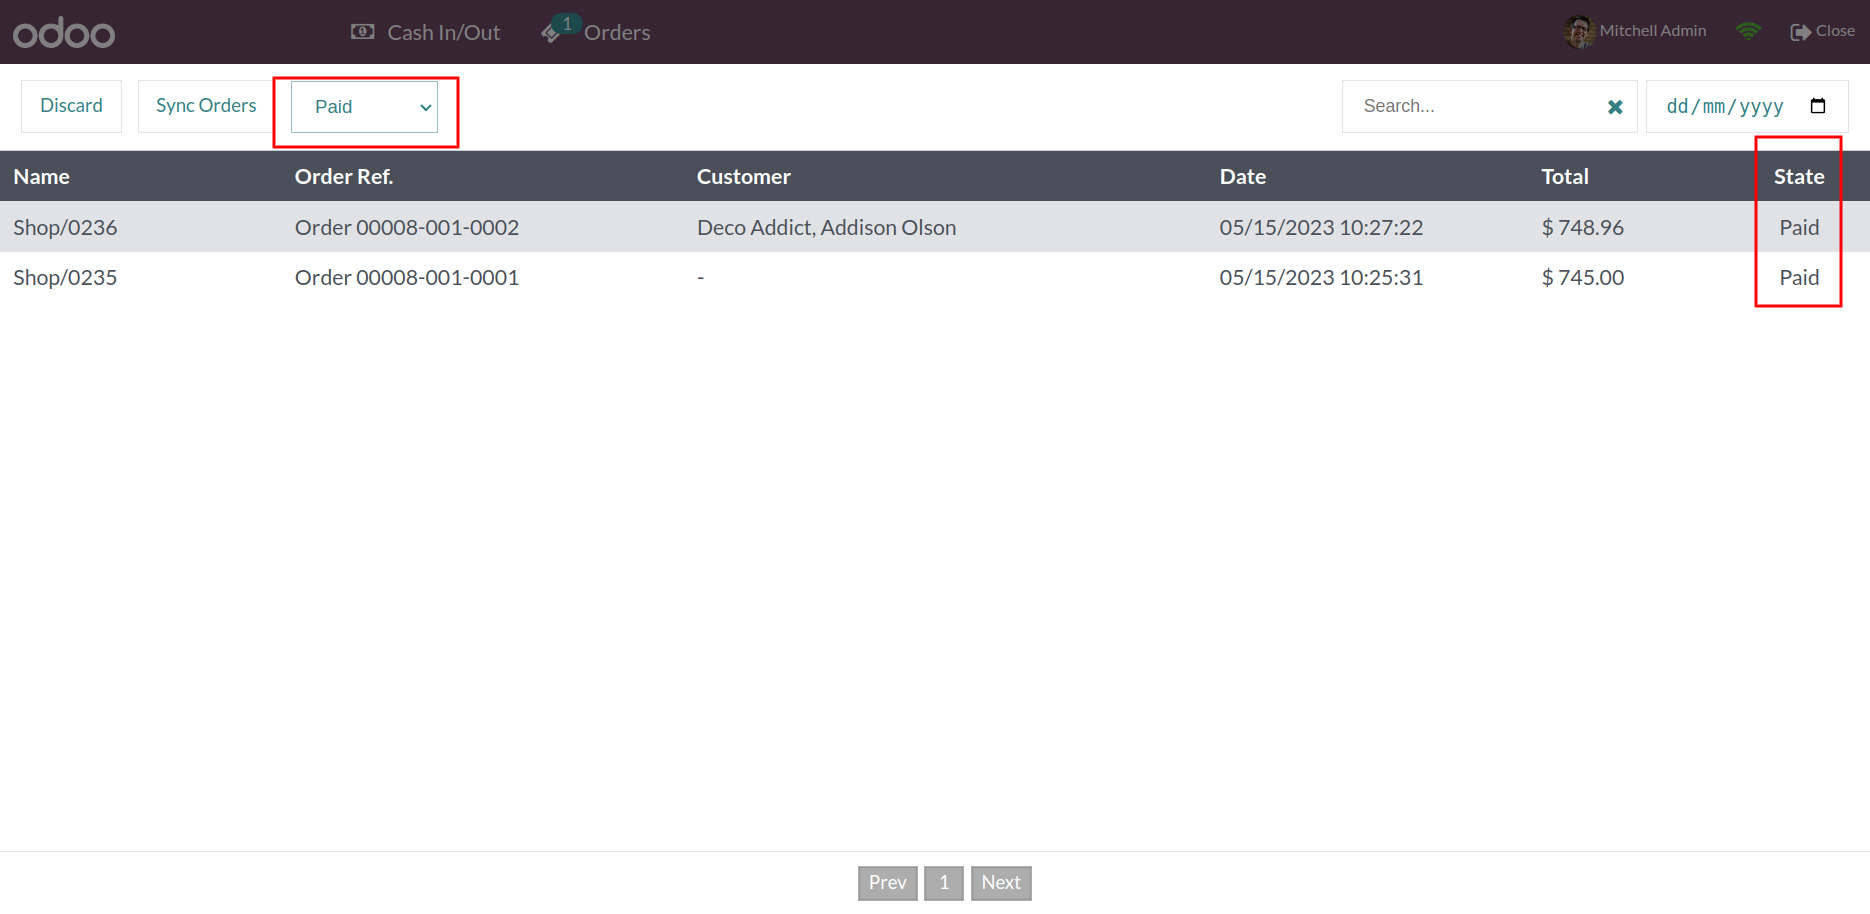 odoo Cash In/Out 1 Orders Mitchell Admin Close
Discard Sync Orders Paid Search... dd/mm/yyyy
Name Order Ref. Customer Date Total State
Shop/0236 Order 00008-001-0002 Deco Addict, Addison Olson 05/15/2023 10:27:22 $ 748.96 Paid
Shop/0235 Order 00008-001-0001 - 05/15/2023 10:25:31 $ 745.00 Paid
Prev 1 Next